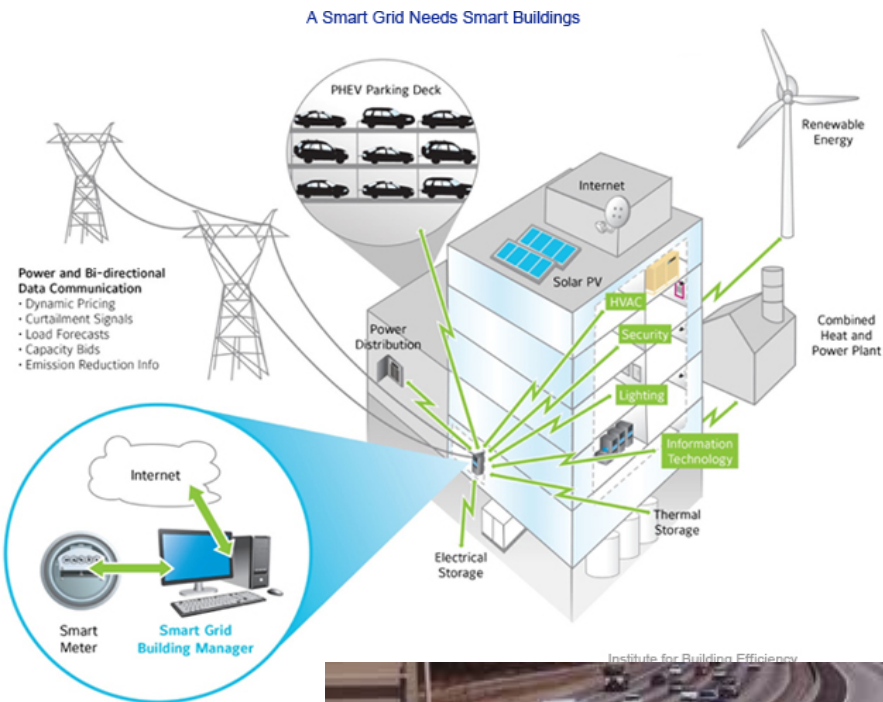 A Smart Grid Needs Smart Buildings
PHEV Parking Deck
Renewable
Energy
Internet
Solar PV
Power and Bi-directional
Data Communication
• Dynamic Pricing
• Curtailment Signals
• Load Forecasts
• Capacity Bids
• Emission Reduction Info
Power
Distribution
HVAC
Security
Lighting
Information
Technology
Combined
Heat and
Power Plant
Internet
Electrical
Storage
Thermal
Storage
Smart
Meter
Smart Grid
Building Manager
Institute for Building Efficiency